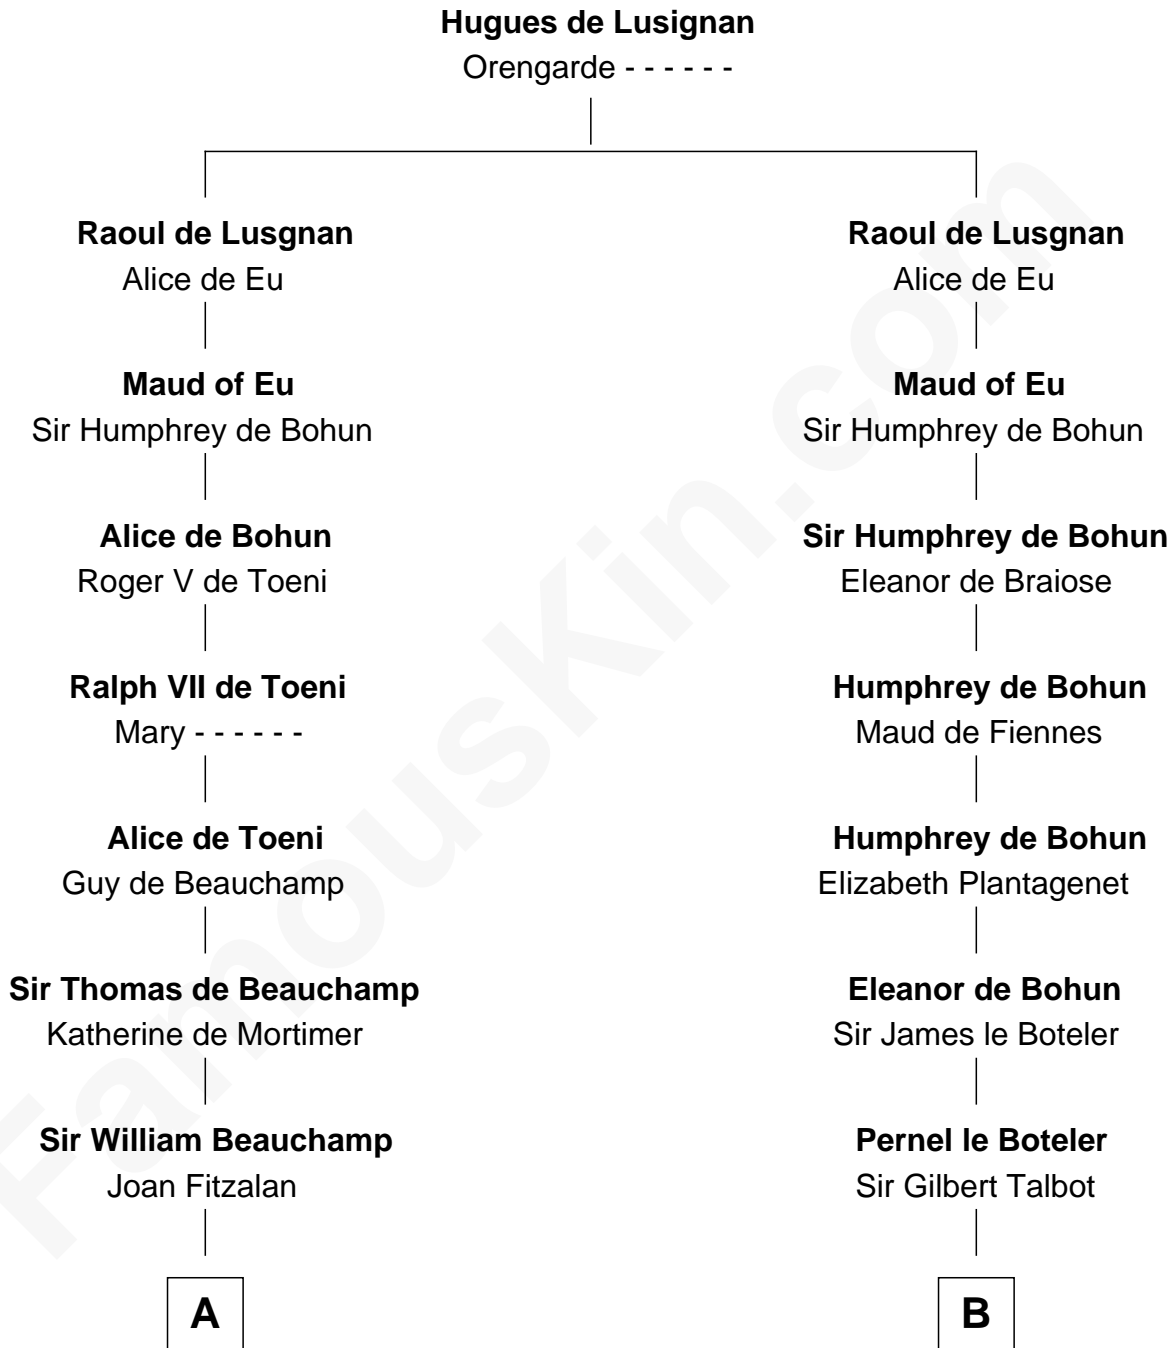 Hugues de Lusignan
Orengarde - - - - - -
Raoul de Lusgnan
Alice de Eu
Maud of Eu
Sir Humphrey de Bohun
Alice de Bohun
Roger V de Toeni
Ralph VII de Toeni
Mary - - - - - -
Alice de Toeni
Guy de Beauchamp
Sir Thomas de Beauchamp
Katherine de Mortimer
Sir William Beauchamp
Joan Fitzalan
A
Raoul de Lusgnan
Alice de Eu
Maud of Eu
Sir Humphrey de Bohun
Sir Humphrey de Bohun
Eleanor de Braiose
Humphrey de Bohun
Maud de Fiennes
Humphrey de Bohun
Elizabeth Plantagenet
Eleanor de Bohun
Sir James le Boteler
Pernel le Boteler
Sir Gilbert Talbot
B
FamousKin.com